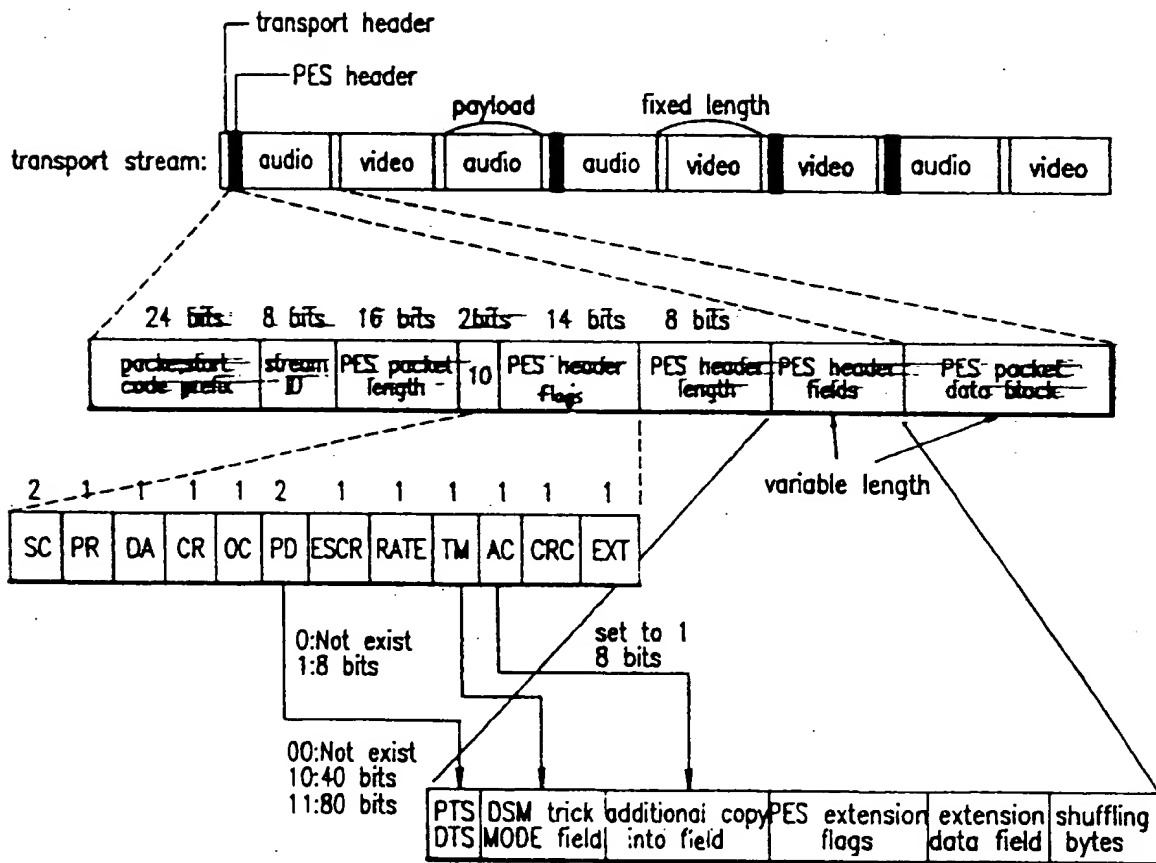 transport header
PES header
payload
fixed length
transport stream: audio video audio audio video video audio video
24 bits 8 bits 16 bits 2bits 14 bits 8 bits
packe,start stream PES packet 10 PES header PES header PES header PES packet
code prefix ID length flags length fields data block
variable length
2 1 1 1 1 2 1 1 1 1 1 1
SC PR DA CR OC PD ESCR RATE TM AC CRC EXT
0:Not exist
1:8 bits
set to 1
8 bits
00:Not exist
10:40 bits
11:80 bits
PTS DSM trick additional copy PES extension extension shuffling
DTS MODE field into field flags data field bytes